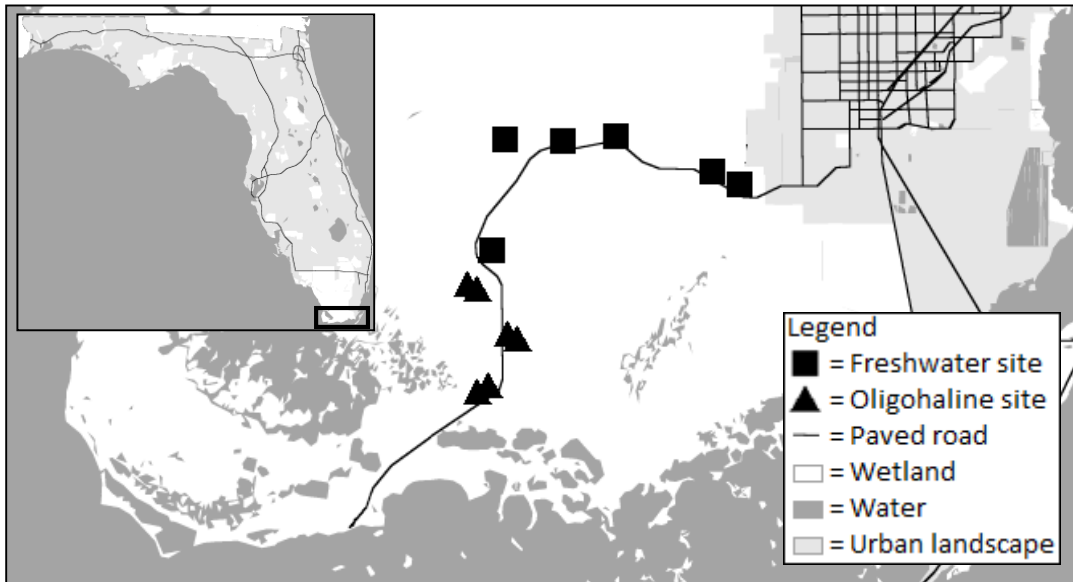 Legend
= Freshwater site
= Oligohaline site
= Paved road
= Wetland
= Water
= Urban landscape